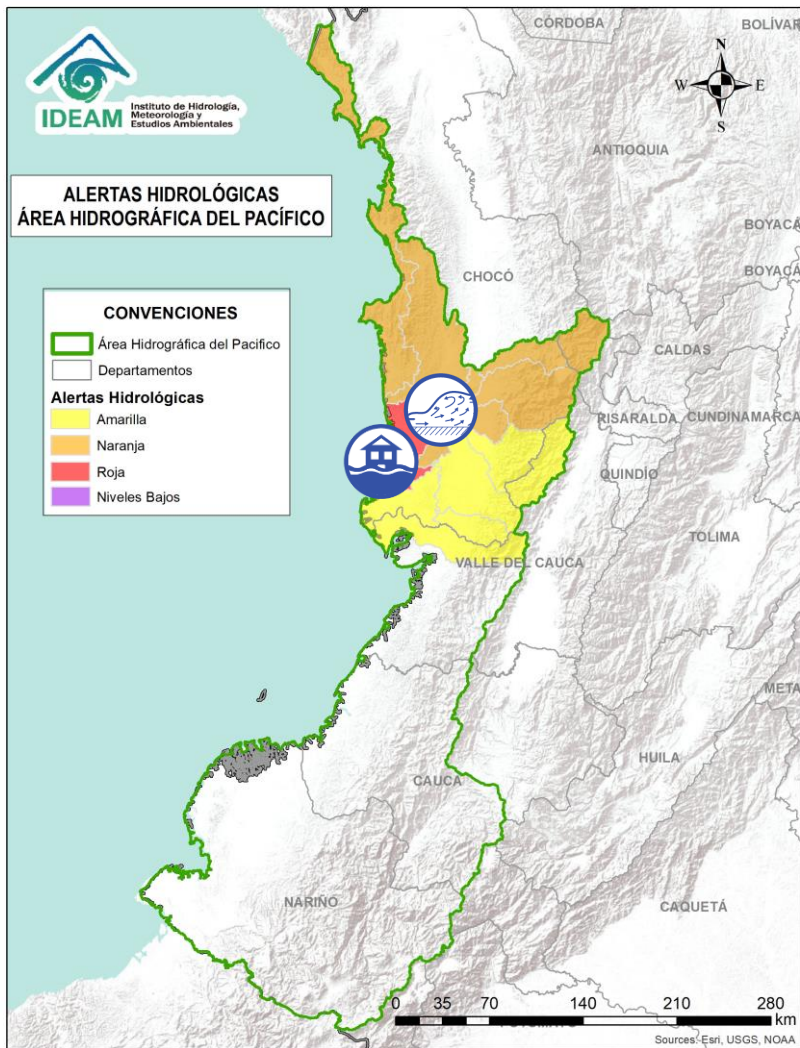 IDEAM
Instituto de Hidrología,
Meteorología y
Estudios Ambientales
ALERTAS HIDROLÓGICAS
ÁREA HIDROGRÁFICA DEL PACÍFICO
CONVENCIONES
Área Hidrográfica del Pacifico
Departamentos
Alertas Hidrológicas
Amarilla
Naranja
Roja
Niveles Bajos
CÓRDOBA
BOLÍVAR
N
W
E
S
ANTIOQUIA
BOYACÁ
BOYACÁ
CHOCÓ
CALDAS
RISARALDA
CUNDINAMARCA
QUINDÍO
TOLIMA
VALLE DEL CAUCA
META
HUILA
CAUCA
NARIÑO
CAQUETÁ
0 35 70 140 210 280
km
Sources: Esri, USGS, NOAA